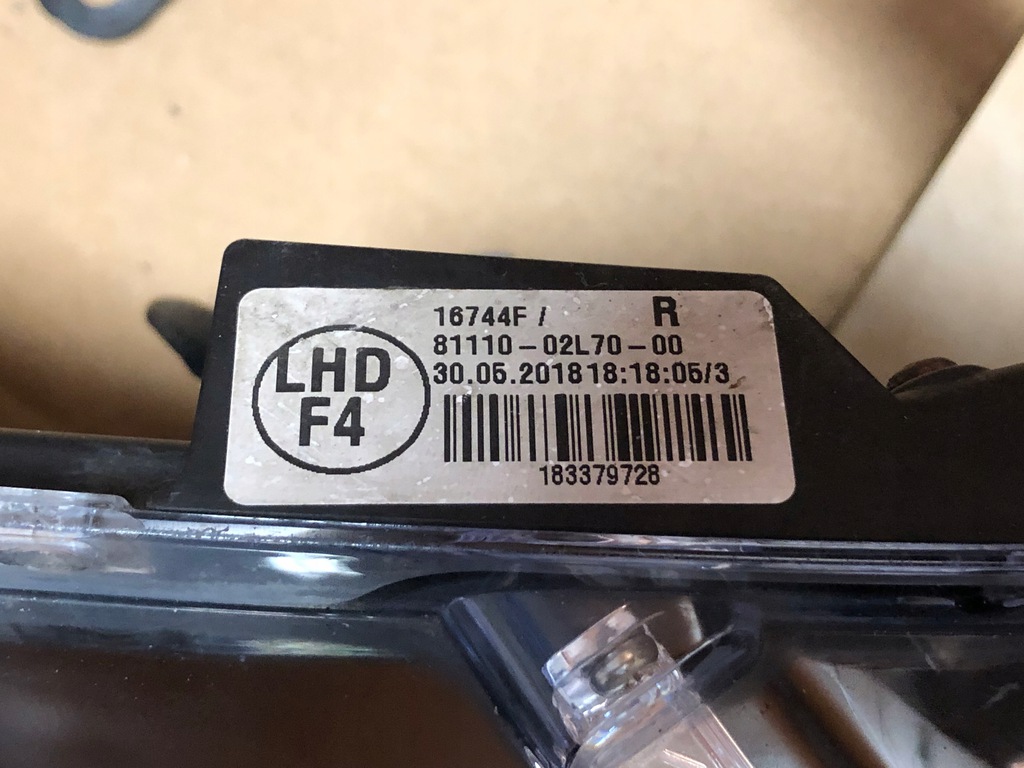 LHD
F4
16744F / R
81110-02L70-00
30.05.2018 18:18:05/3
183379728